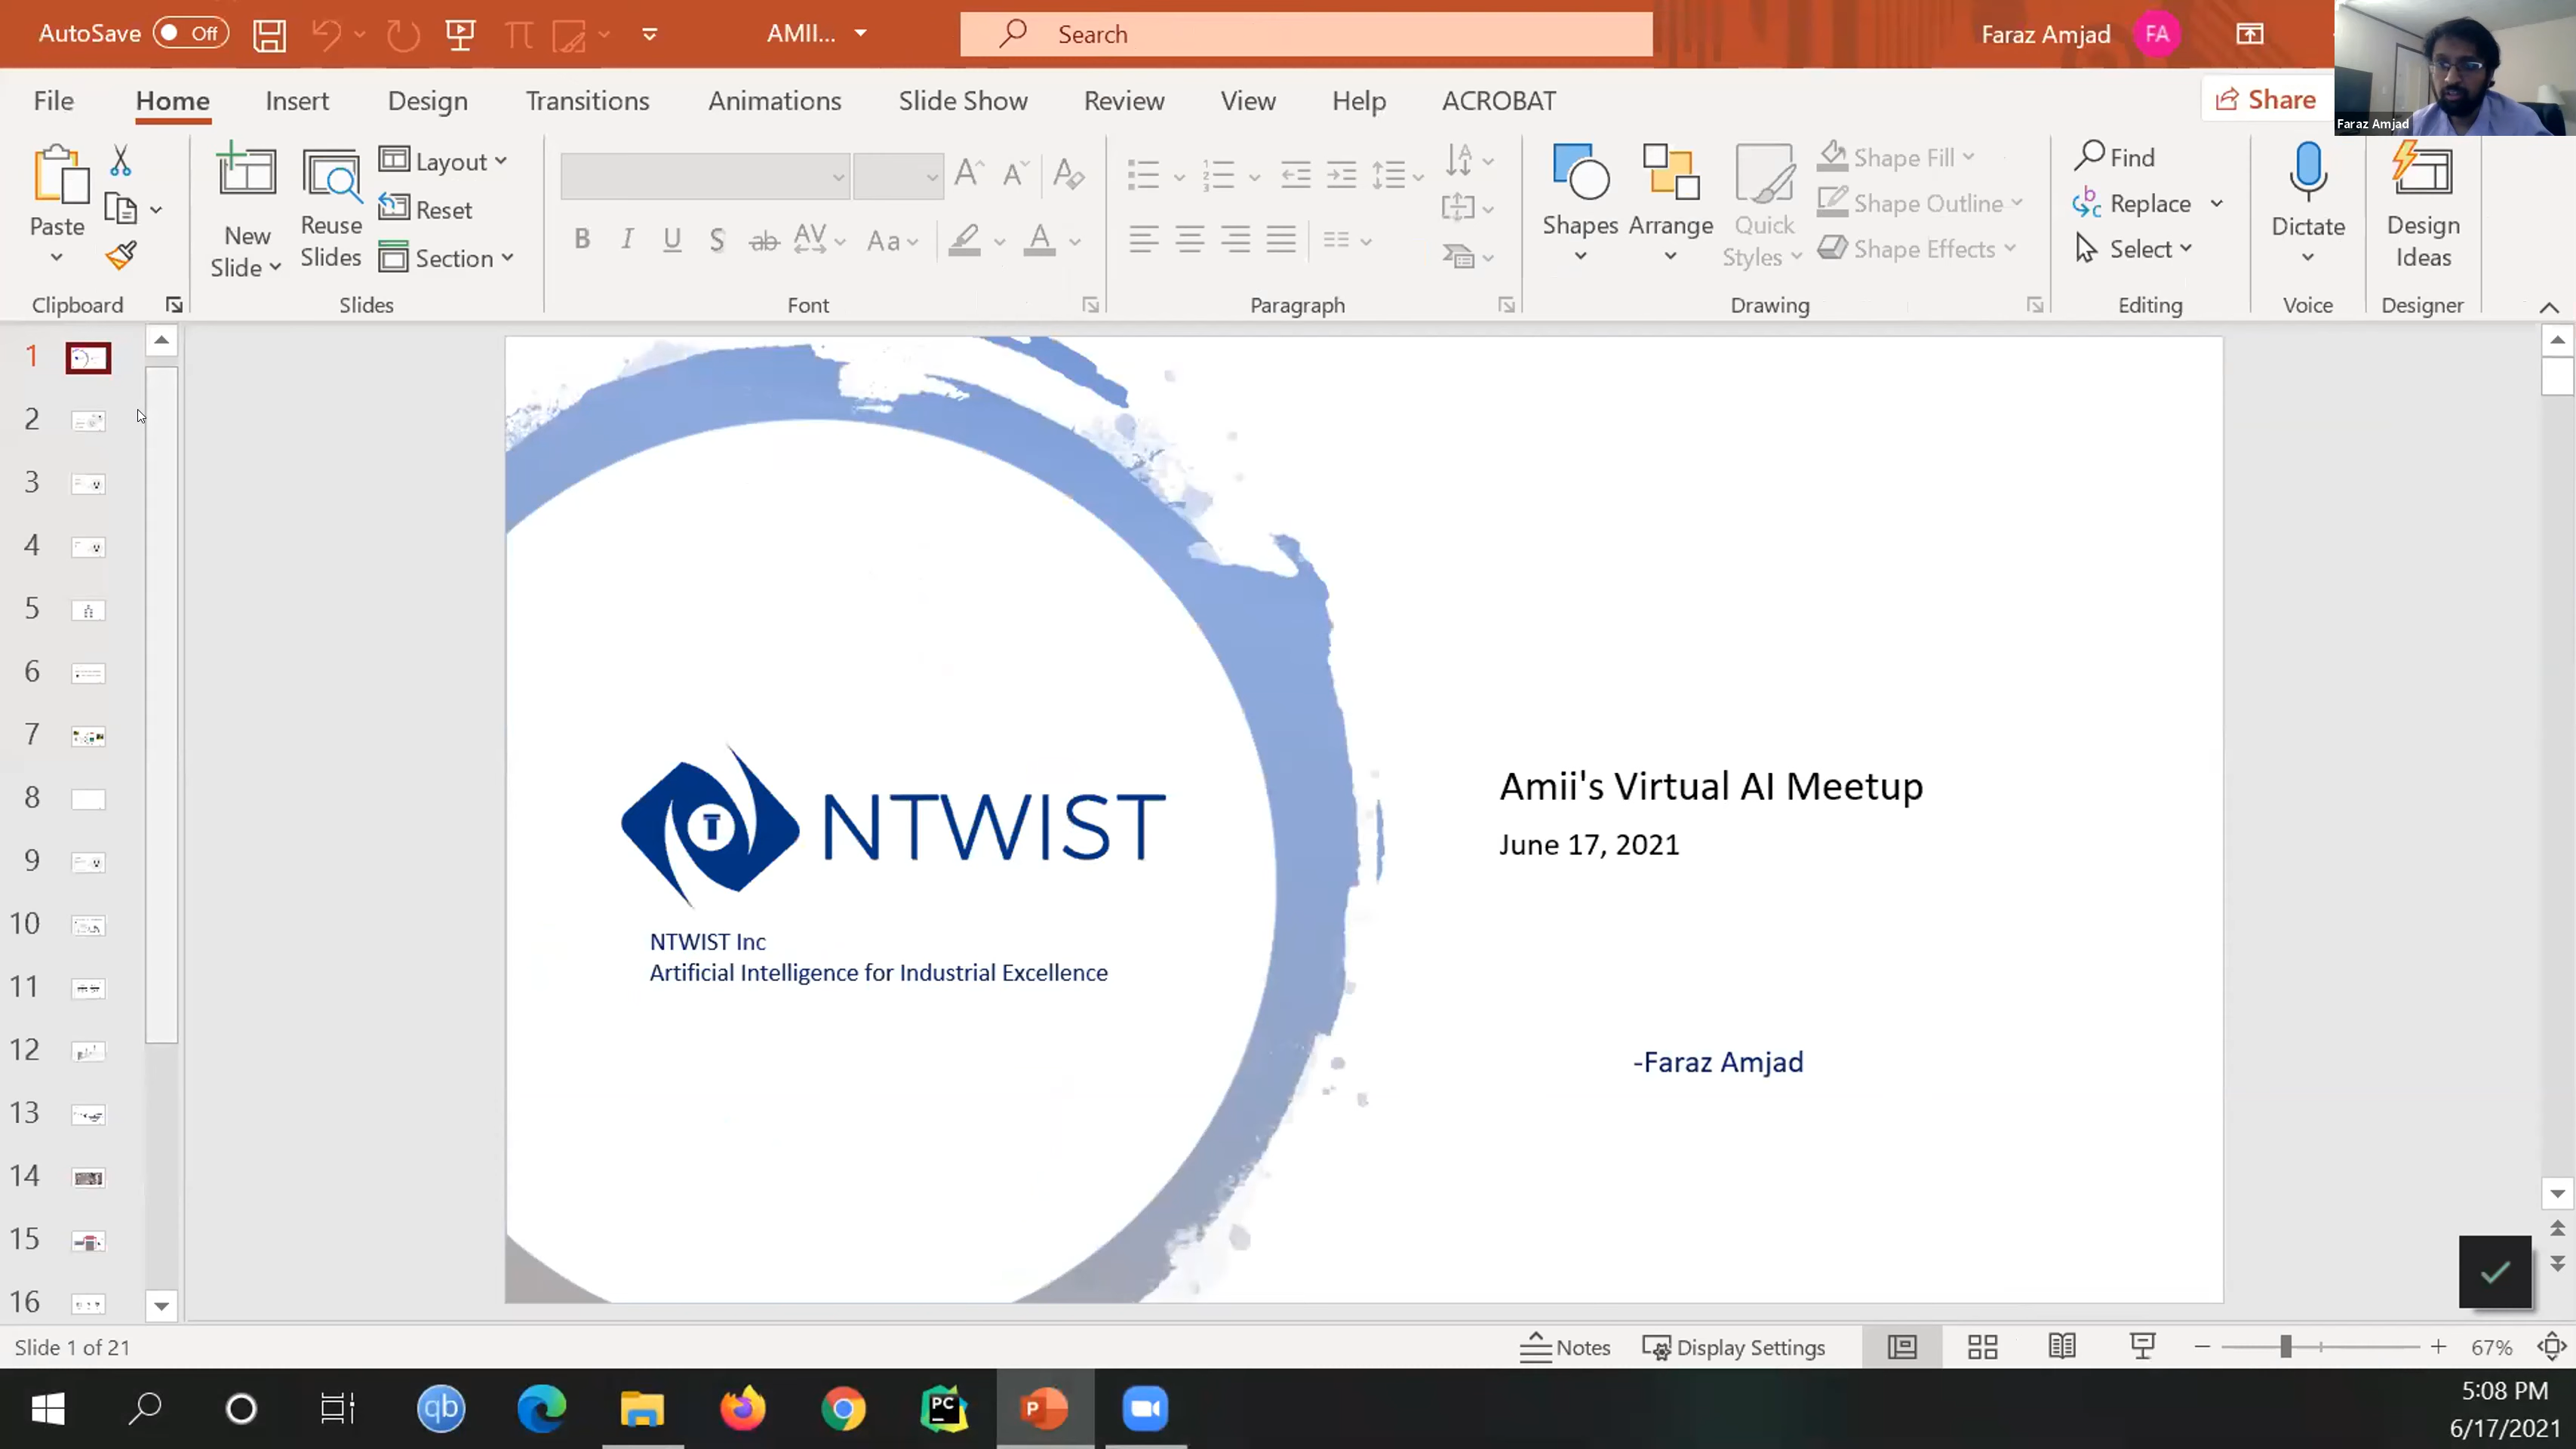 AutoSave Off
AMII...
Search
Faraz Amjad FA
File Home Insert Design Transitions Animations Slide Show Review View Help ACROBAT
Share
Faraz Amjad
Paste
New Slide
Reuse Slides
Layout
Reset
Section
B I U S ab AV Aa A
Shapes
Arrange
Quick Styles
Shape Fill
Shape Outline
Shape Effects
Find
Replace
Select
Dictate
Design Ideas
Clipboard Slides Font Paragraph Drawing Editing Voice Designer
1
2
3
4
5
6
7
8
9
10
11
12
13
14
15
16
T NTWIST
NTWIST Inc
Artificial Intelligence for Industrial Excellence
Amii's Virtual AI Meetup
June 17, 2021
-Faraz Amjad
Slide 1 of 21
Notes
Display Settings
67%
qb
PC
P
5:08 PM
6/17/2021